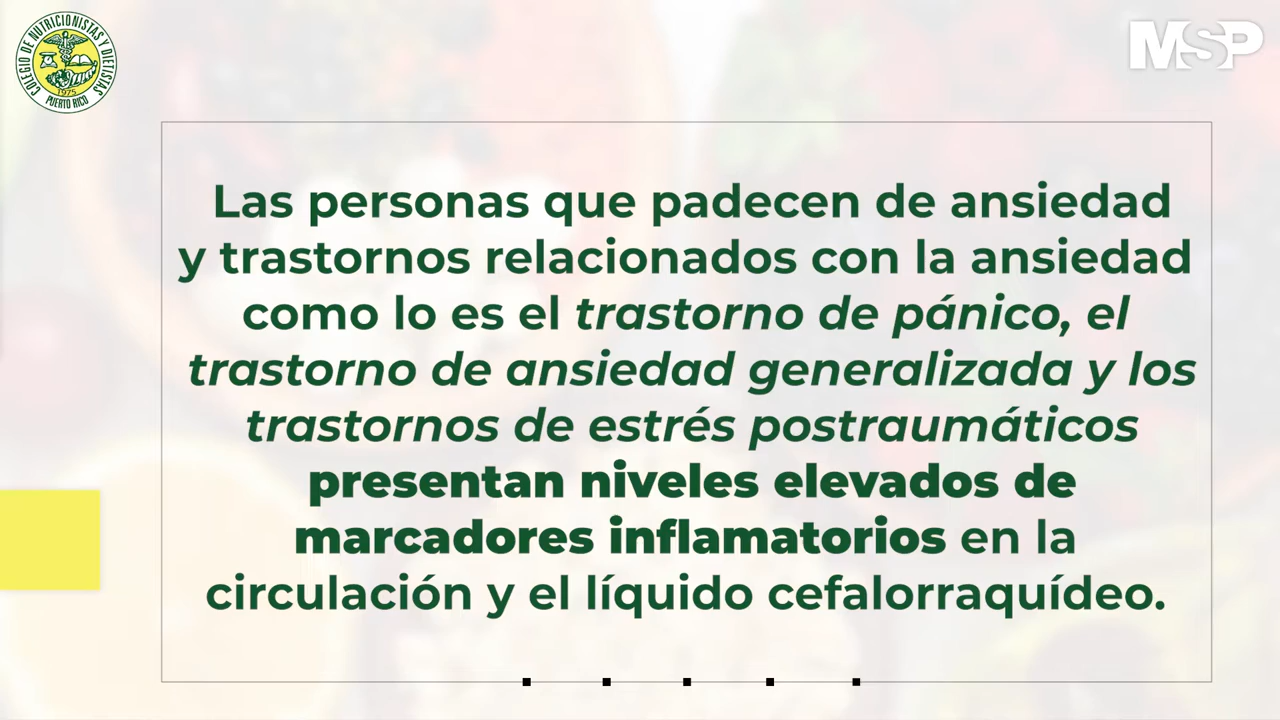 COLEGIO DE NUTRICIONISTAS Y DIETISTAS
1975
PUERTO RICO
MSP
Las personas que padecen de ansiedad
y trastornos relacionados con la ansiedad
como lo es el trastorno de pánico, el
trastorno de ansiedad generalizada y los
trastornos de estrés postraumáticos
presentan niveles elevados de
marcadores inflamatorios en la
circulación y el líquido cefalorraquídeo.